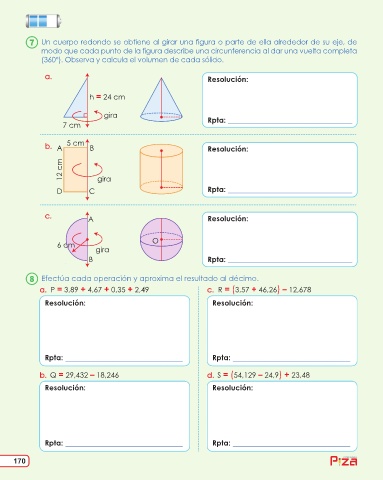 7 Un cuerpo redondo se obtiene al girar una figura o parte de ella alrededor de su eje, de
modo que cada punto de la figura describe una circunferencia al dar una vuelta completa
(360°). Observa y calcula el volumen de cada sólido.
a.
h = 24 cm
gira
7 cm
Resolución:
Rpta:
b.
5 cm
A
B
12 cm
gira
D
C
Resolución:
Rpta:
c.
A
6 cm
gira
B
O
Resolución:
Rpta:
8 Efectúa cada operación y aproxima el resultado al décimo.
a. P = 3,89 + 4,67 + 0,35 + 2,49
Resolución:
Rpta:
c. R = (3,57 + 46,26) – 12,678
Resolución:
Rpta:
b. Q = 29,432 – 18,246
Resolución:
Rpta:
d. S = (54,129 – 24,9) + 23,48
Resolución:
Rpta:
170
Piza